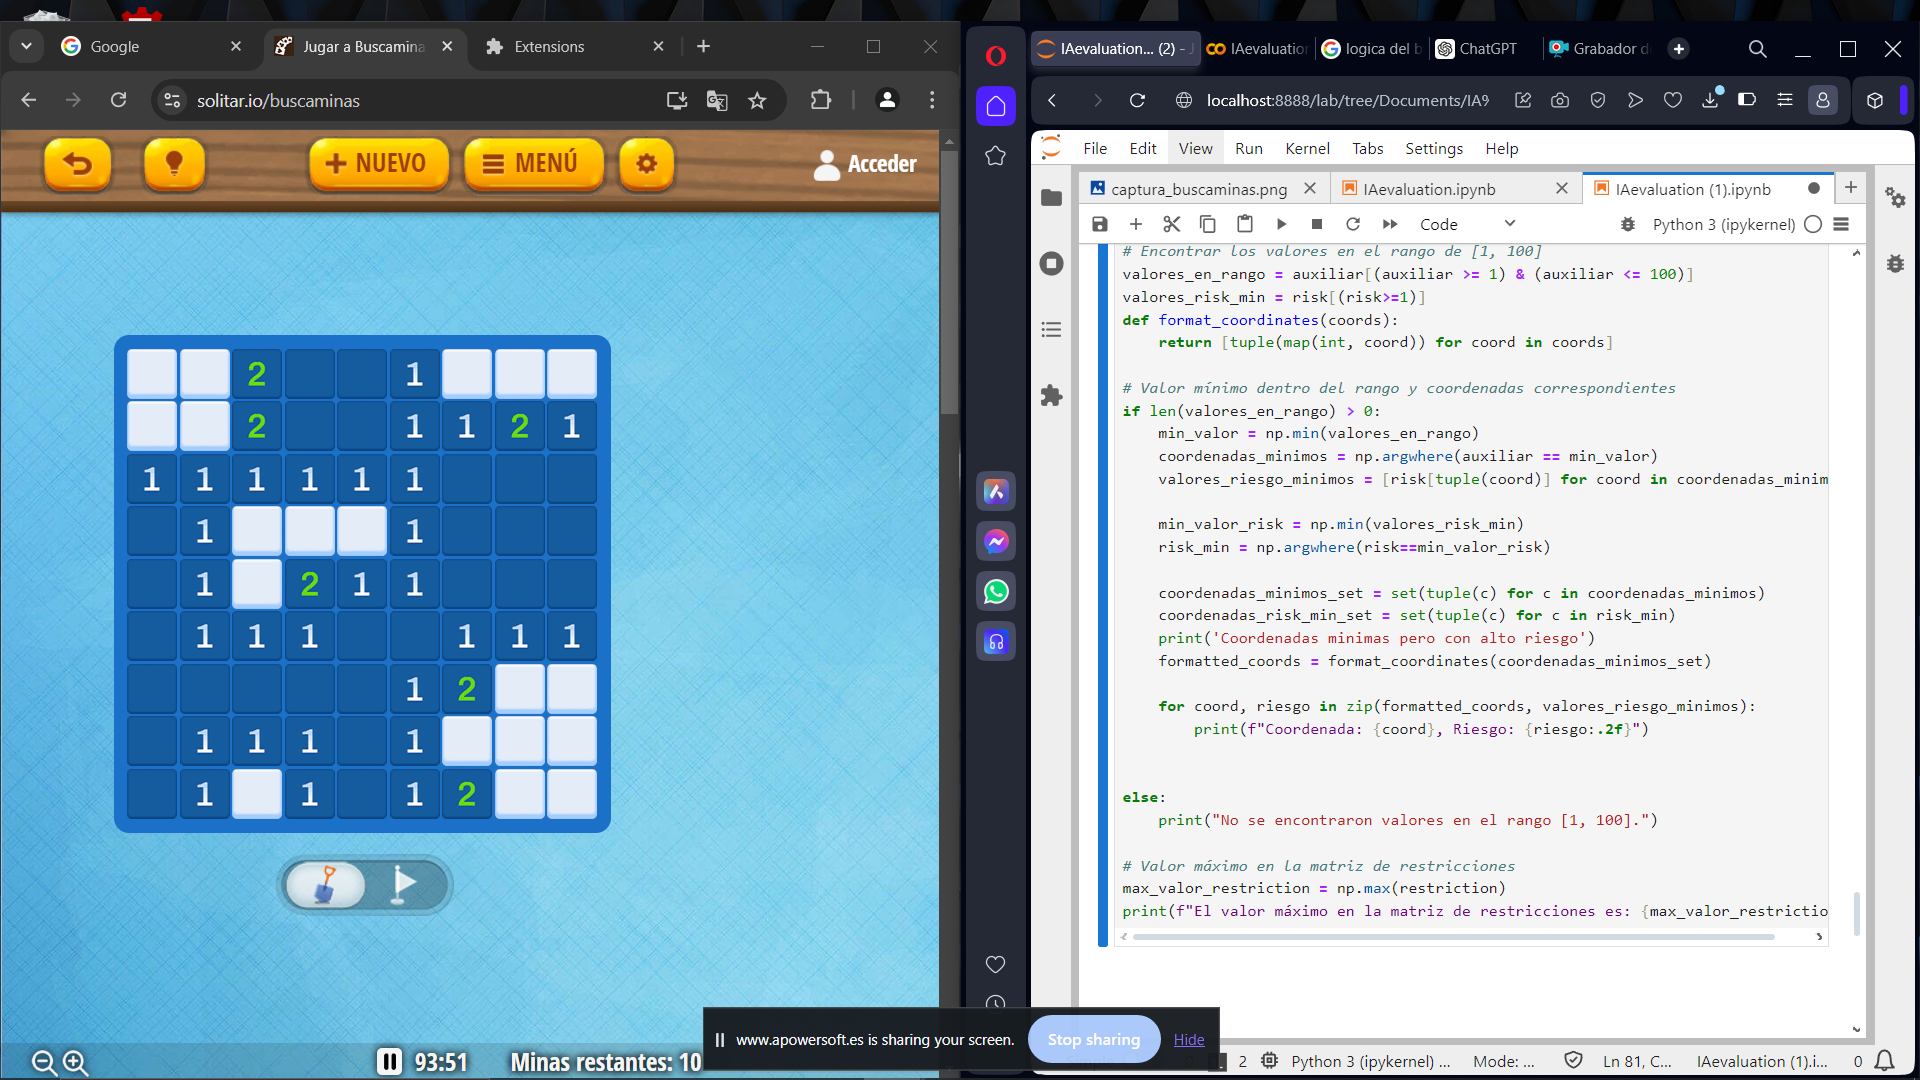 Google
Jugar a Buscamina
Extensions
solitar.io/buscaminas
NUEVO
MENÚ
Acceder
2 1
2 1 1 2 1
1 1 1 1 1 1
1 1
1 2 1 1
1 1 1 1 1 1
1 2
1 1 1 1
1 1 1 2
93:51
Minas restantes: 10
www.apowersoft.es is sharing your screen.
Stop sharing
Hide
IAevaluation... (2) - J
IAevaluation
logica del b
ChatGPT
Grabador d
localhost:8888/lab/tree/Documents/IA9
File Edit View Run Kernel Tabs Settings Help
captura_buscaminas.png
IAevaluation.ipynb
IAevaluation (1).ipynb
Code
Python 3 (ipykernel)
# Encontrar los valores en el rango de [1, 100]
valores_en_rango = auxiliar[(auxiliar >= 1) & (auxiliar <= 100)]
valores_risk_min = risk[(risk>=1)]
def format_coordinates(coords):
    return [tuple(map(int, coord)) for coord in coords]
# Valor mínimo dentro del rango y coordenadas correspondientes
if len(valores_en_rango) > 0:
    min_valor = np.min(valores_en_rango)
    coordenadas_minimos = np.argwhere(auxiliar == min_valor)
    valores_riesgo_minimos = [risk[tuple(coord)] for coord in coordenadas_minim
    min_valor_risk = np.min(valores_risk_min)
    risk_min = np.argwhere(risk==min_valor_risk)
    coordenadas_minimos_set = set(tuple(c) for c in coordenadas_minimos)
    coordenadas_risk_min_set = set(tuple(c) for c in risk_min)
    print('Coordenadas minimas pero con alto riesgo')
    formatted_coords = format_coordinates(coordenadas_minimos_set)
    for coord, riesgo in zip(formatted_coords, valores_riesgo_minimos):
        print(f"Coordenada: {coord}, Riesgo: {riesgo:.2f}")
else:
    print("No se encontraron valores en el rango [1, 100].")
# Valor máximo en la matriz de restricciones
max_valor_restriction = np.max(restriction)
print(f"El valor máximo en la matriz de restricciones es: {max_valor_restrictio
2
Python 3 (ipykernel) ...
Mode: ...
Ln 81, C...
IAevaluation (1).i...
0